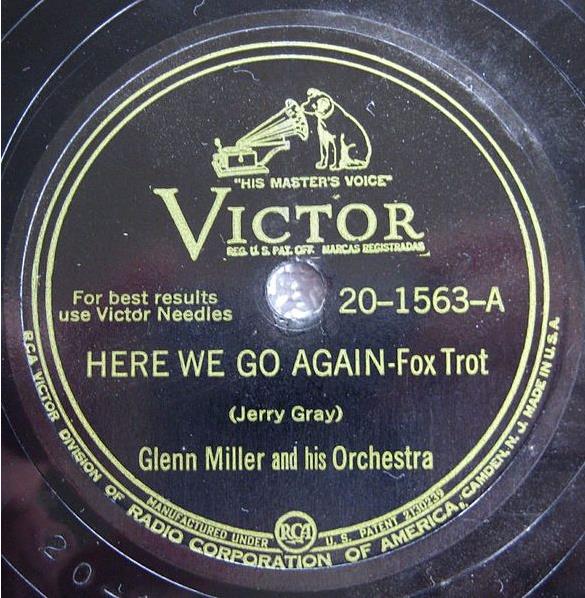 "HIS MASTER'S VOICE"
VICTOR
REG. U.S. PAT. OFF. MARCAS REGISTRADAS
For best results
use Victor Needles
20-1563-A
HERE WE GO AGAIN-Fox Trot
(Jerry Gray)
Glenn Miller and his Orchestra
MANUFACTURED UNDER RCA U.S. PATENT 2130239
RCA VICTOR DIVISION OF RADIO CORPORATION OF AMERICA, CAMDEN, N.J. MADE IN U.S.A.
20-